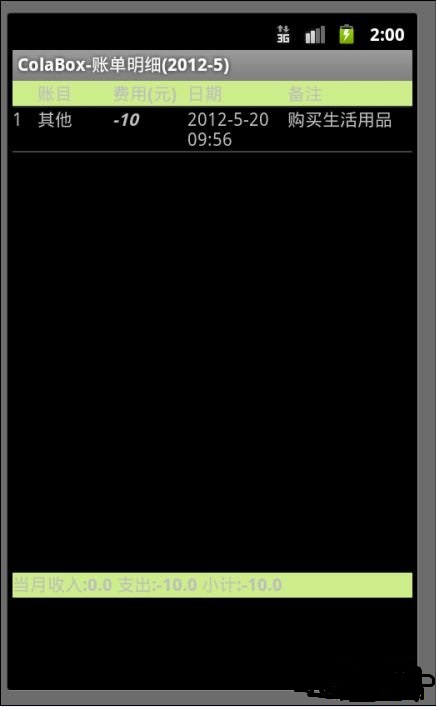 3G 2:00
ColaBox-账单明细(2012-5)
账目 费用(元) 日期 备注
1 其他 -10 2012-5-20 购买生活用品
09:56
当月收入:0.0 支出:-10.0 小计:-10.0